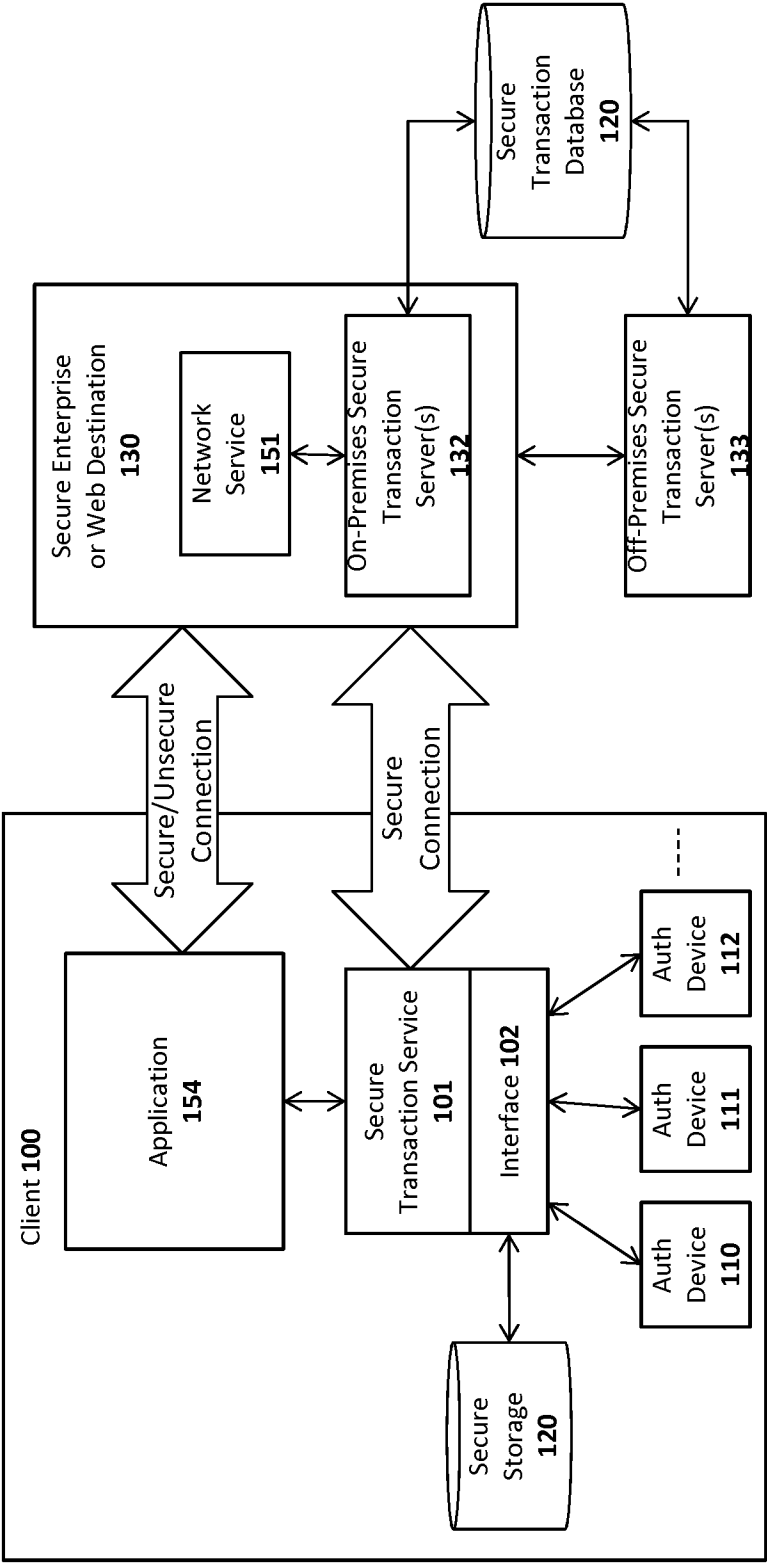 Client 100
Application
154
Secure
Transaction Service
101
Interface 102
Secure
Storage
120
Auth
Device
110
Auth
Device
111
Auth
Device
112
Secure/Unsecure
Connection
Secure
Connection
Secure Enterprise
or Web Destination
130
Network
Service
151
On-Premises Secure
Transaction
Server(s)
132
Off-Premises Secure
Transaction
Server(s)
133
Secure
Transaction
Database
120